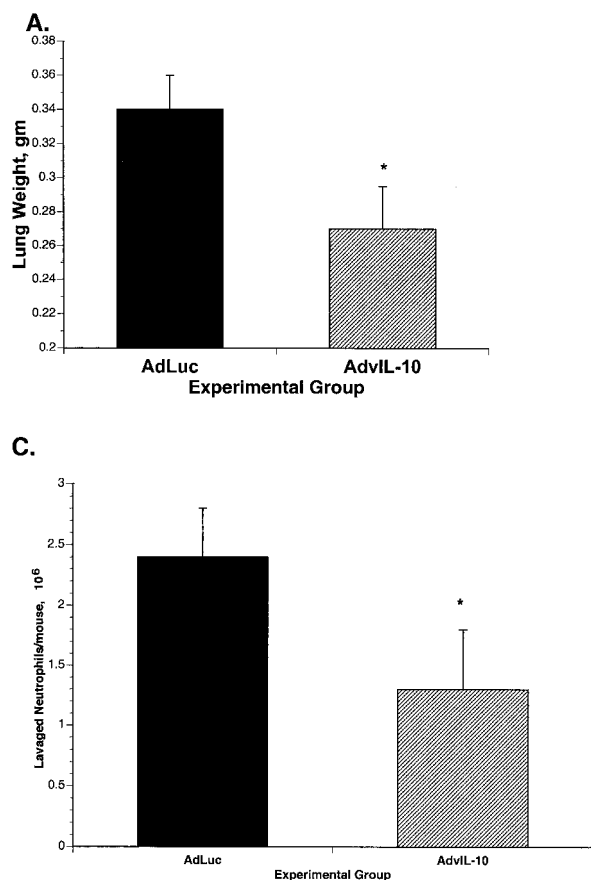 A.
0.38
0.36
0.34
0.32
0.3
0.28
0.26
0.24
0.22
0.2
Lung Weight, gm
*
AdLuc AdvIL-10
Experimental Group
C.
3
2.5
2
1.5
1
0.5
0
Lavaged Neutrophils/mouse, 10⁶
*
AdLuc AdvIL-10
Experimental Group